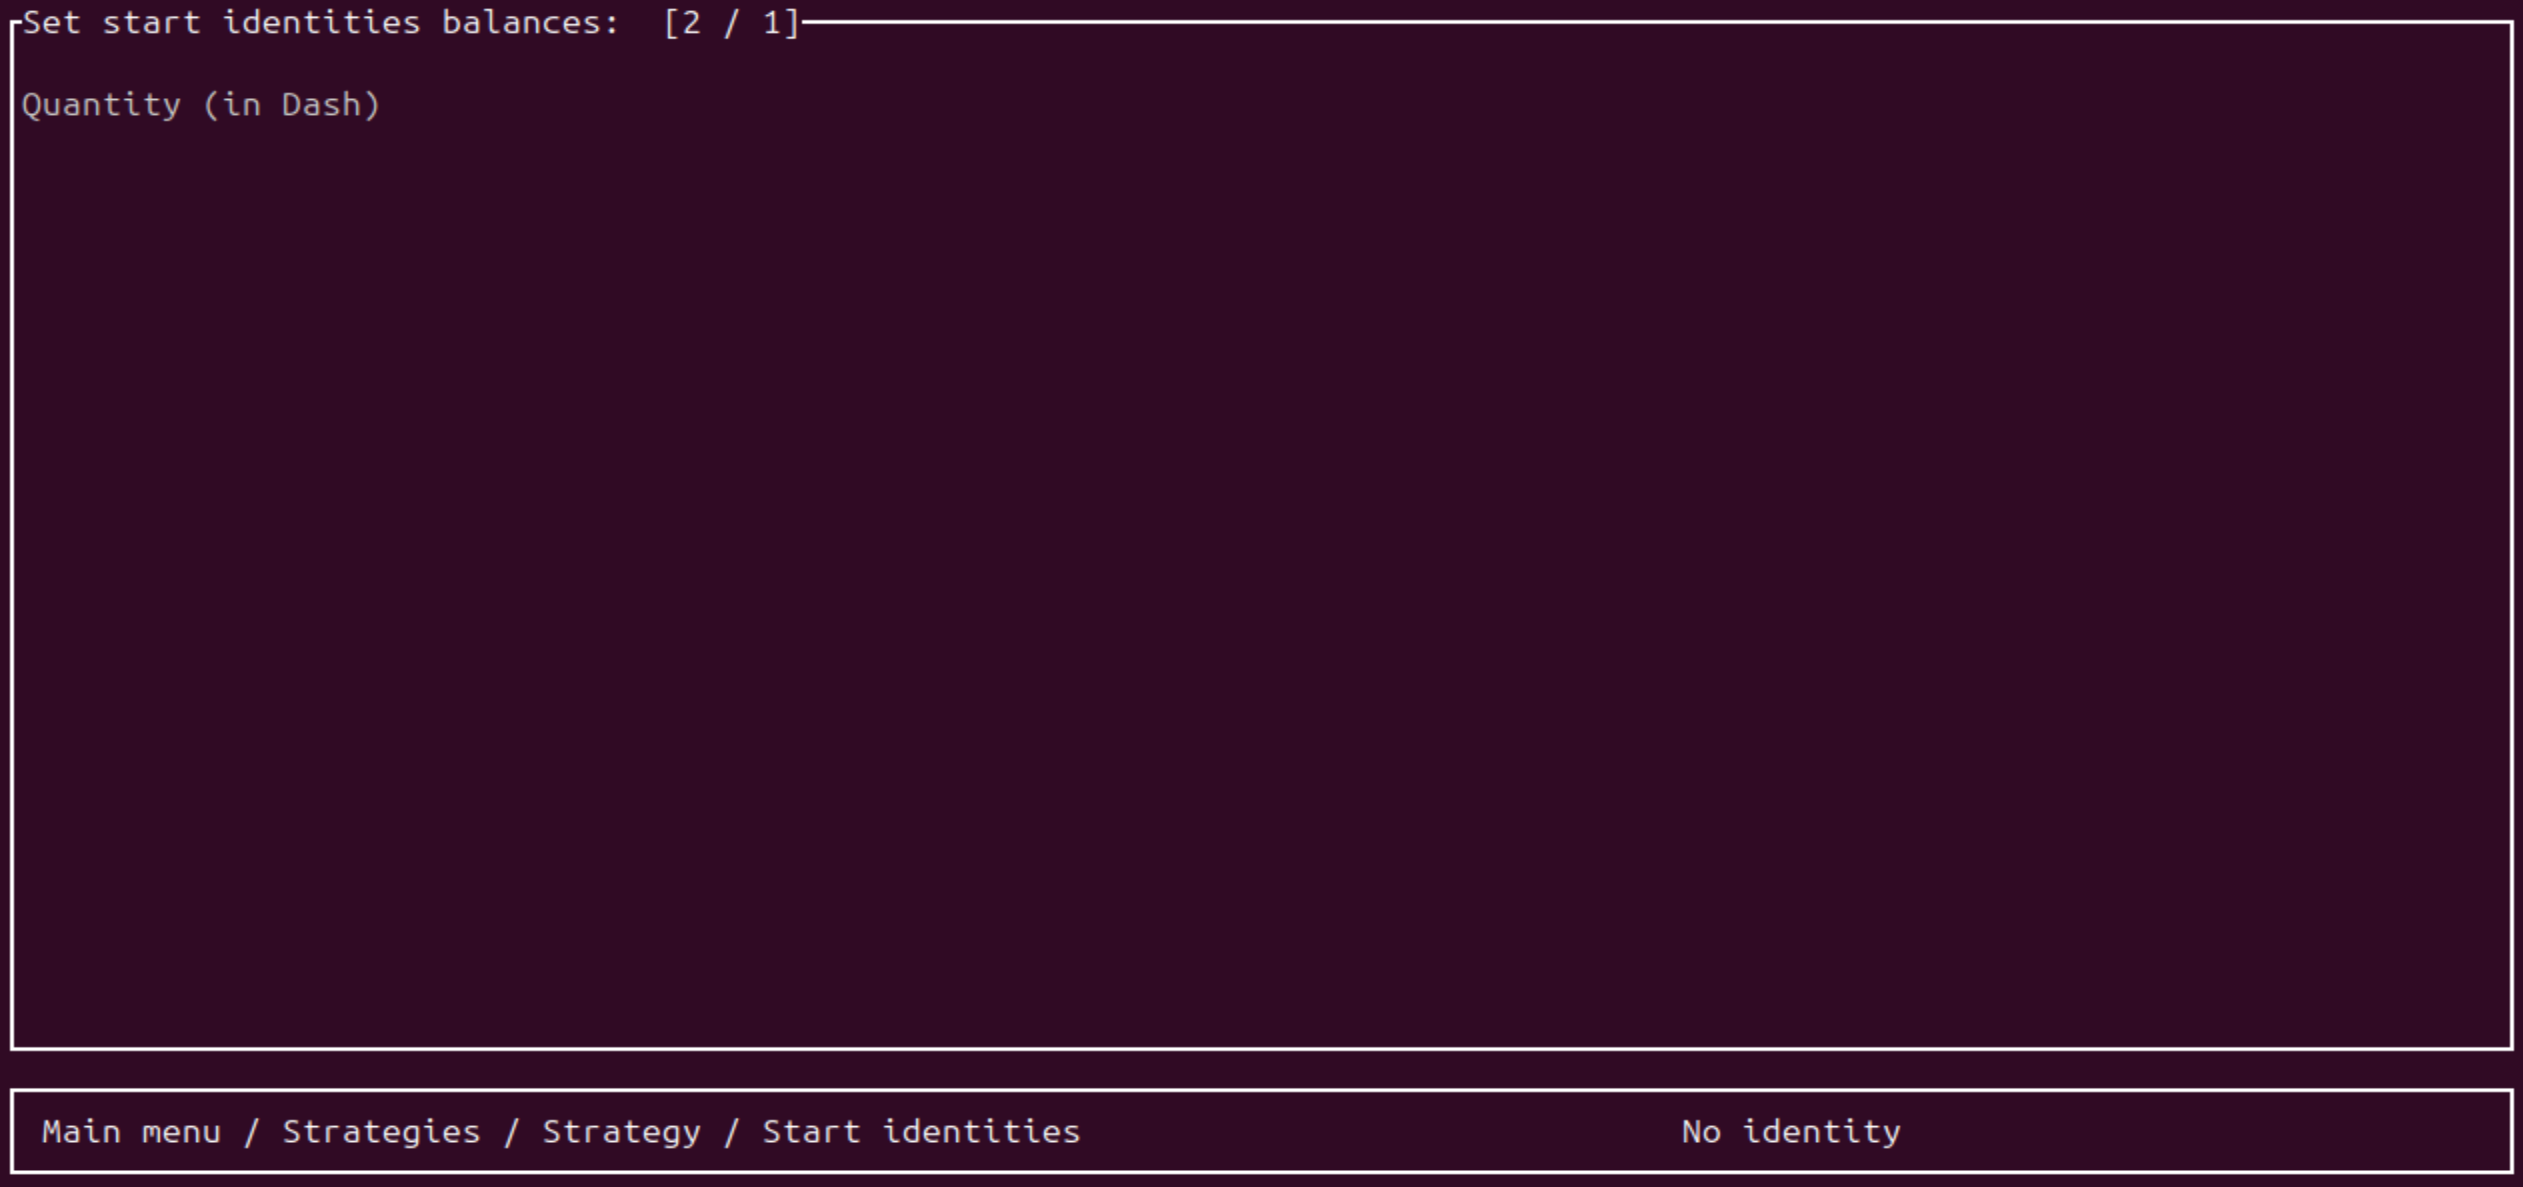 Set start identities balances:  [2 / 1]
Quantity (in Dash)
Main menu / Strategies / Strategy / Start identities
No identity